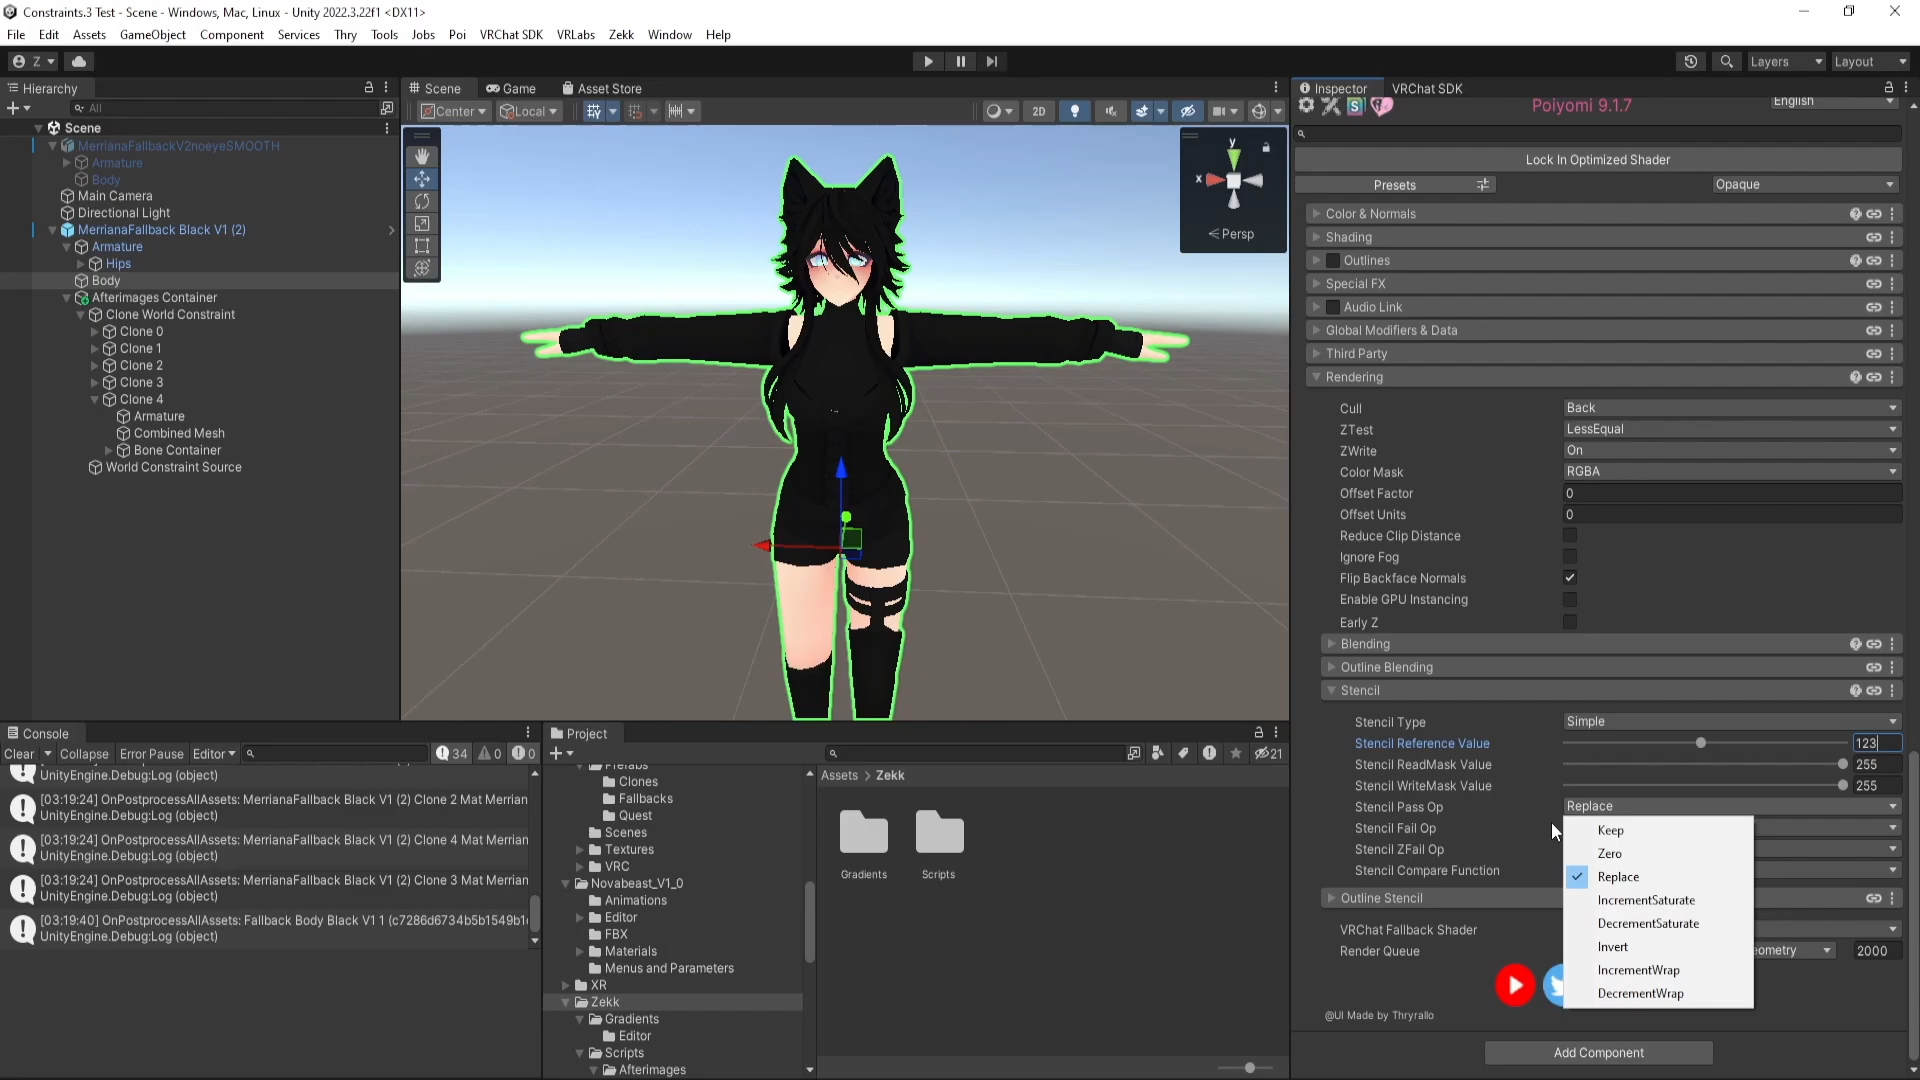 Constraints.3 Test - Scene - Windows, Mac, Linux - Unity 2022.3.22f1 <DX11>
File Edit Assets GameObject Component Services Thry Tools Jobs Poi VRChat SDK VRLabs Zekk Window Help
Z Layers Layout
Hierarchy
All
Scene
MerrianaFallbackV2noeyeSMOOTH
Armature
Body
Main Camera
Directional Light
MerrianaFallback Black V1 (2)
Armature
Hips
Body
Afterimages Container
Clone World Constraint
Clone 0
Clone 1
Clone 2
Clone 3
Clone 4
Armature
Combined Mesh
Bone Container
World Constraint Source
Scene Game Asset Store
Center Local 2D
y
x
Persp
Console
Clear Collapse Error Pause Editor 34 0 0
UnityEngine.Debug:Log (object)
[03:19:24] OnPostprocessAllAssets: MerrianaFallback Black V1 (2) Clone 2 Mat Merrian
UnityEngine.Debug:Log (object)
[03:19:24] OnPostprocessAllAssets: MerrianaFallback Black V1 (2) Clone 4 Mat Merrian
UnityEngine.Debug:Log (object)
[03:19:24] OnPostprocessAllAssets: MerrianaFallback Black V1 (2) Clone 3 Mat Merrian
UnityEngine.Debug:Log (object)
[03:19:40] OnPostprocessAllAssets: Fallback Body Black V1 1 (c7286d6734b5b1549b1
UnityEngine.Debug:Log (object)
Project
21
Prefabs
Clones
Fallbacks
Quest
Scenes
Textures
VRC
Novabeast_V1_0
Animations
Editor
FBX
Materials
Menus and Parameters
XR
Zekk
Gradients
Editor
Scripts
Afterimages
Assets > Zekk
Gradients Scripts
Inspector VRChat SDK
Poiyomi 9.1.7 English
Lock In Optimized Shader
Presets Opaque
Color & Normals
Shading
Outlines
Special FX
Audio Link
Global Modifiers & Data
Third Party
Rendering
Cull Back
ZTest LessEqual
ZWrite On
Color Mask RGBA
Offset Factor 0
Offset Units 0
Reduce Clip Distance
Ignore Fog
Flip Backface Normals
Enable GPU Instancing
Early Z
Blending
Outline Blending
Stencil
Stencil Type Simple
Stencil Reference Value 123
Stencil ReadMask Value 255
Stencil WriteMask Value 255
Stencil Pass Op Replace
Stencil Fail Op
Stencil ZFail Op
Stencil Compare Function
Keep
Zero
Replace
IncrementSaturate
DecrementSaturate
Invert
IncrementWrap
DecrementWrap
Outline Stencil
VRChat Fallback Shader
Render Queue eometry 2000
@UI Made by Thryrallo
Add Component